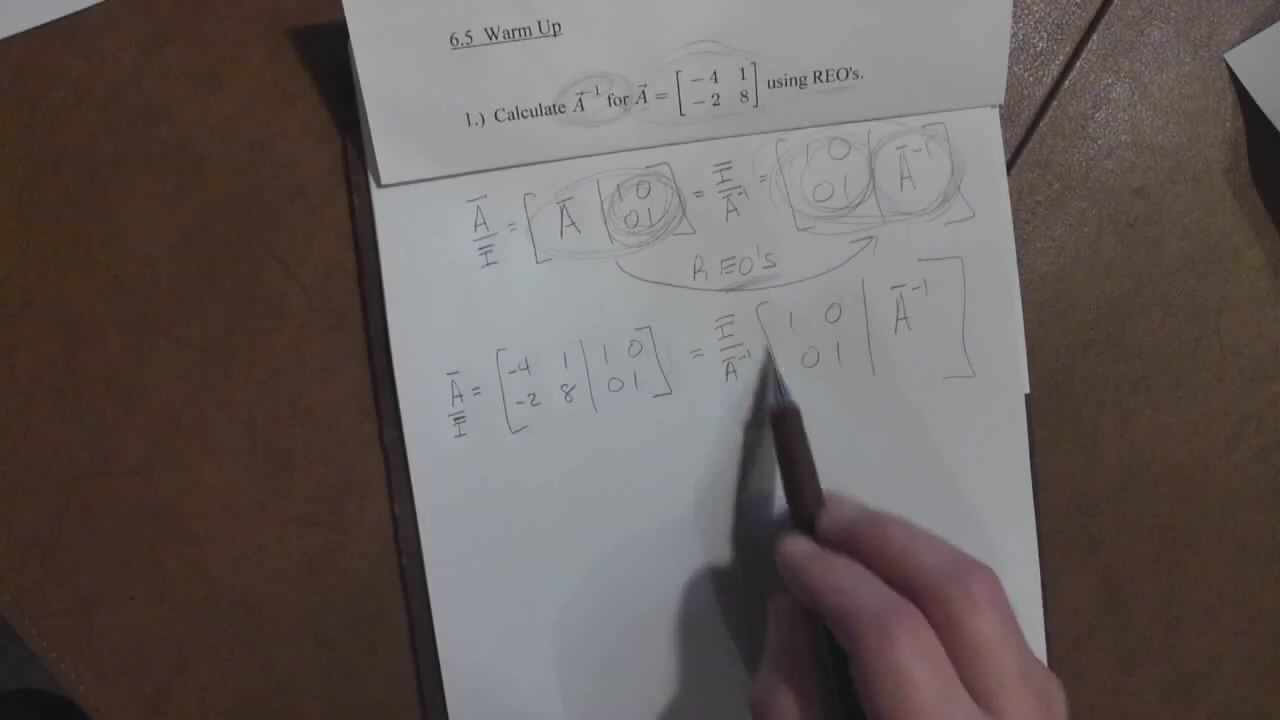 6.5 Warm Up
1.) Calculate A⃗⁻¹ for A⃗ = [ -4 1 ; -2 8 ] using REO's.
A̅/I̅ = [ A̅ | 1 0 ; 0 1 ] = I̅/A̅⁻¹ = [ 1 0 ; 0 1 | A̅⁻¹ ]
REO's
A̅/I̅ = [ -4 1 | 1 0 ; -2 8 | 0 1 ] = I̅/A̅⁻¹ [ 1 0 ; 0 1 | A̅⁻¹ ]